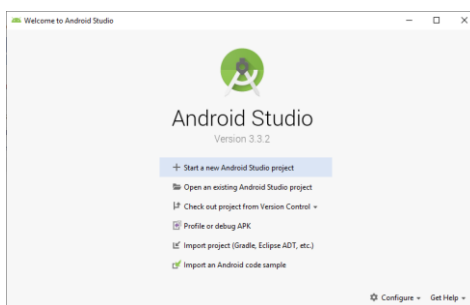 Welcome to Android Studio
Android Studio
Version 3.3.2
Start a new Android Studio project
Open an existing Android Studio project
Check out project from Version Control
Profile or debug APK
Import project (Gradle, Eclipse ADT, etc.)
Import an Android code sample
Configure Get Help